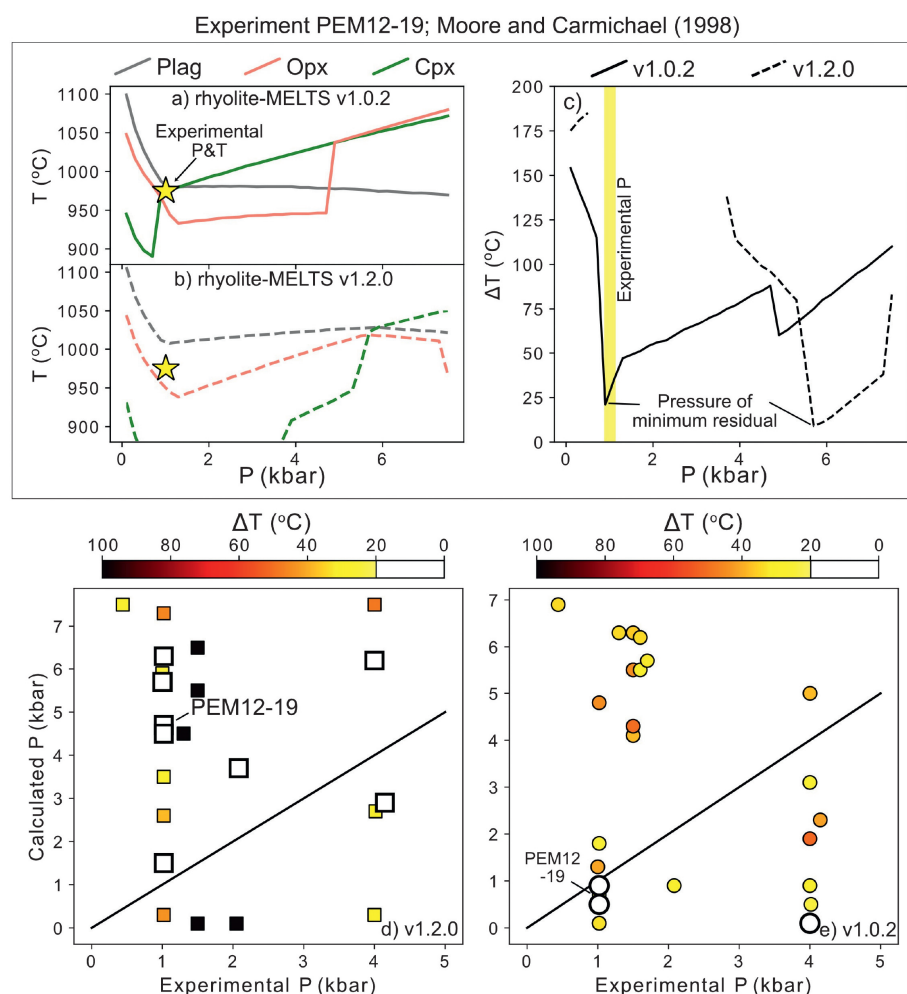 Experiment PEM12-19; Moore and Carmichael (1998)
Plag Opx Cpx
a) rhyolite-MELTS v1.0.2
Experimental
P&T
T (°C)
1100
1050
1000
950
900
b) rhyolite-MELTS v1.2.0
T (°C)
1100
1050
1000
950
900
0 2 4 6
P (kbar)
v1.0.2 v1.2.0
c)
Experimental P
ΔT (°C)
200
175
150
125
100
75
50
25
0
Pressure of
minimum residual
0 2 4 6
P (kbar)
ΔT (°C)
100 80 60 40 20 0
Calculated P (kbar)
7
6
5
4
3
2
1
0
PEM12-19
d) v1.2.0
0 1 2 3 4 5
Experimental P (kbar)
ΔT (°C)
100 80 60 40 20 0
7
6
5
4
3
2
1
0
PEM12
-19
e) v1.0.2
0 1 2 3 4 5
Experimental P (kbar)